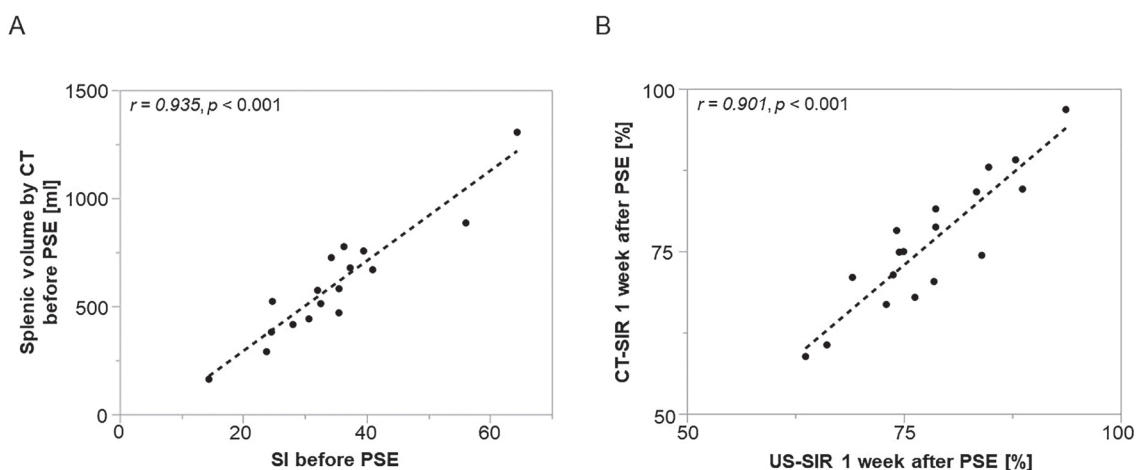 A
B
r = 0.935, p < 0.001
1500
1000
500
0
Splenic volume by CT
before PSE [ml]
0
20
40
60
SI before PSE
r = 0.901, p < 0.001
100
75
50
CT-SIR 1 week after PSE [%]
50
75
100
US-SIR 1 week after PSE [%]